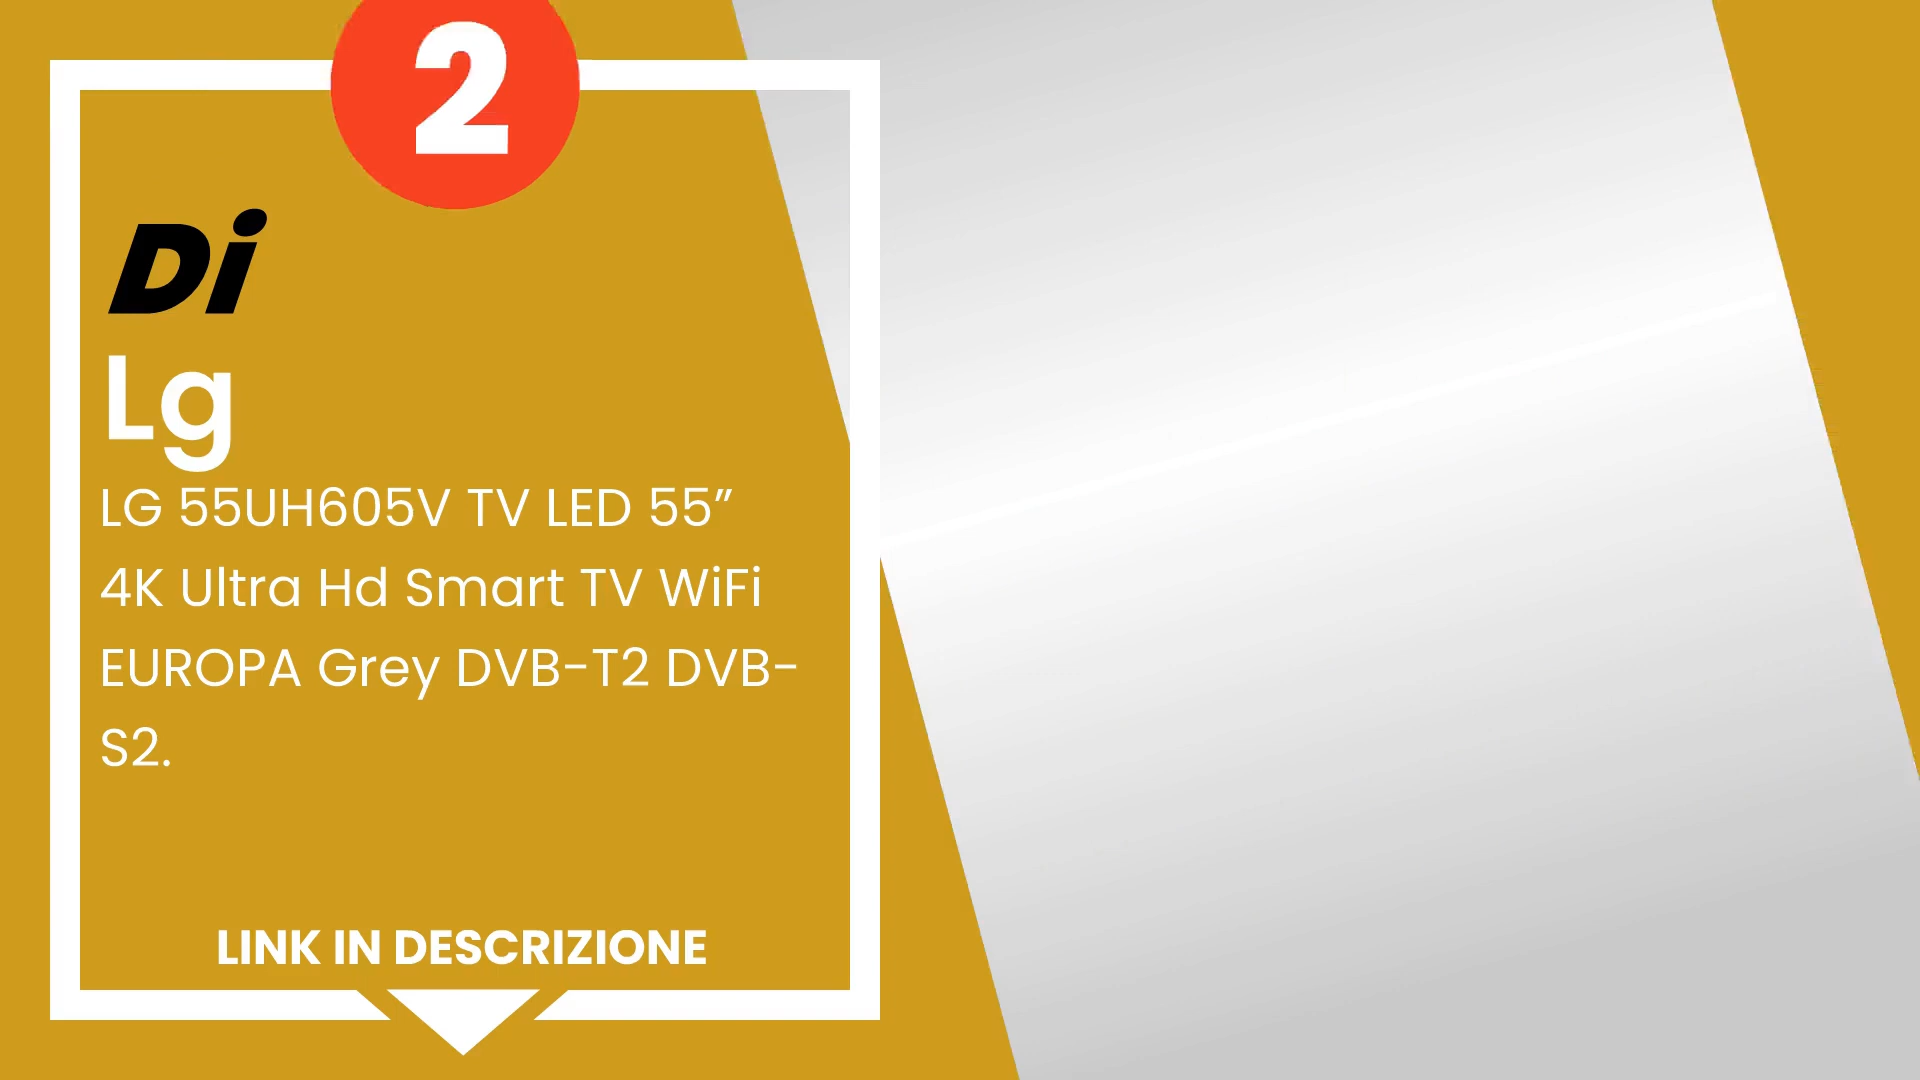 2
Di
Lg
LG 55UH605V TV LED 55”
4K Ultra Hd Smart TV WiFi
EUROPA Grey DVB-T2 DVB-
S2.
LINK IN DESCRIZIONE